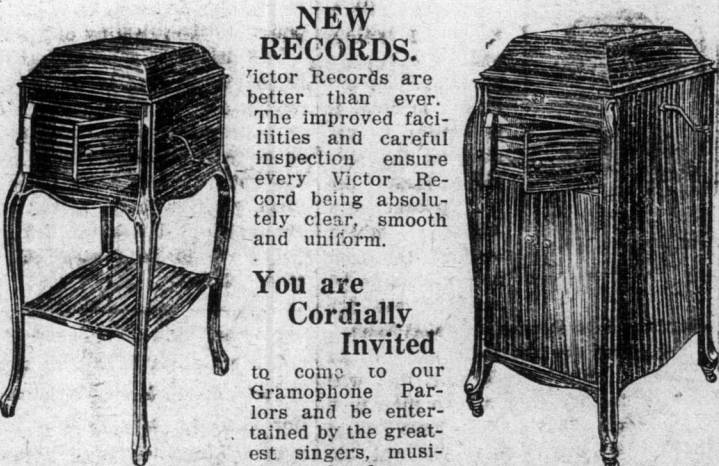 NEW
RECORDS.
Victor Records are
better than ever.
The improved faci-
liities and careful
inspection ensure
every Victor Re-
cord being absolu-
tely clear, smooth
and uniform.
You are
Cordially
Invited
to come to our
Gramophone Par-
lors and be enter-
tained by the great-
est singers, musi-